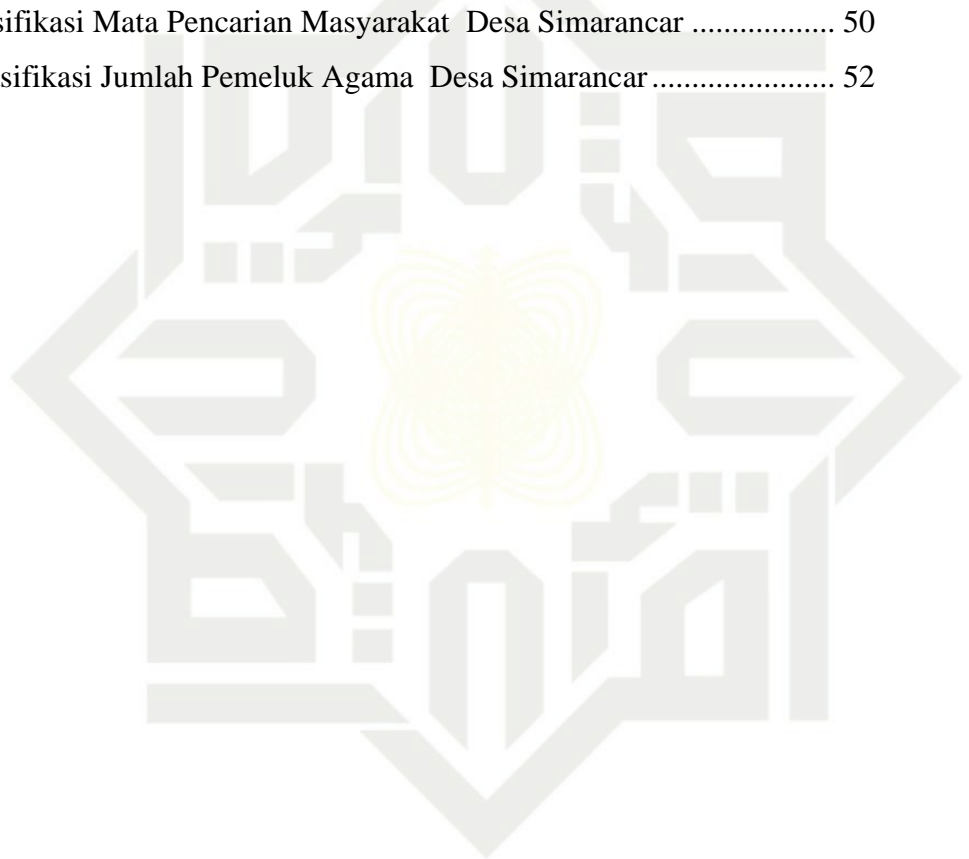 sifikasi Mata Pencarian Masyarakat  Desa Simarancar .................. 50
sifikasi Jumlah Pemeluk Agama  Desa Simarancar ....................... 52